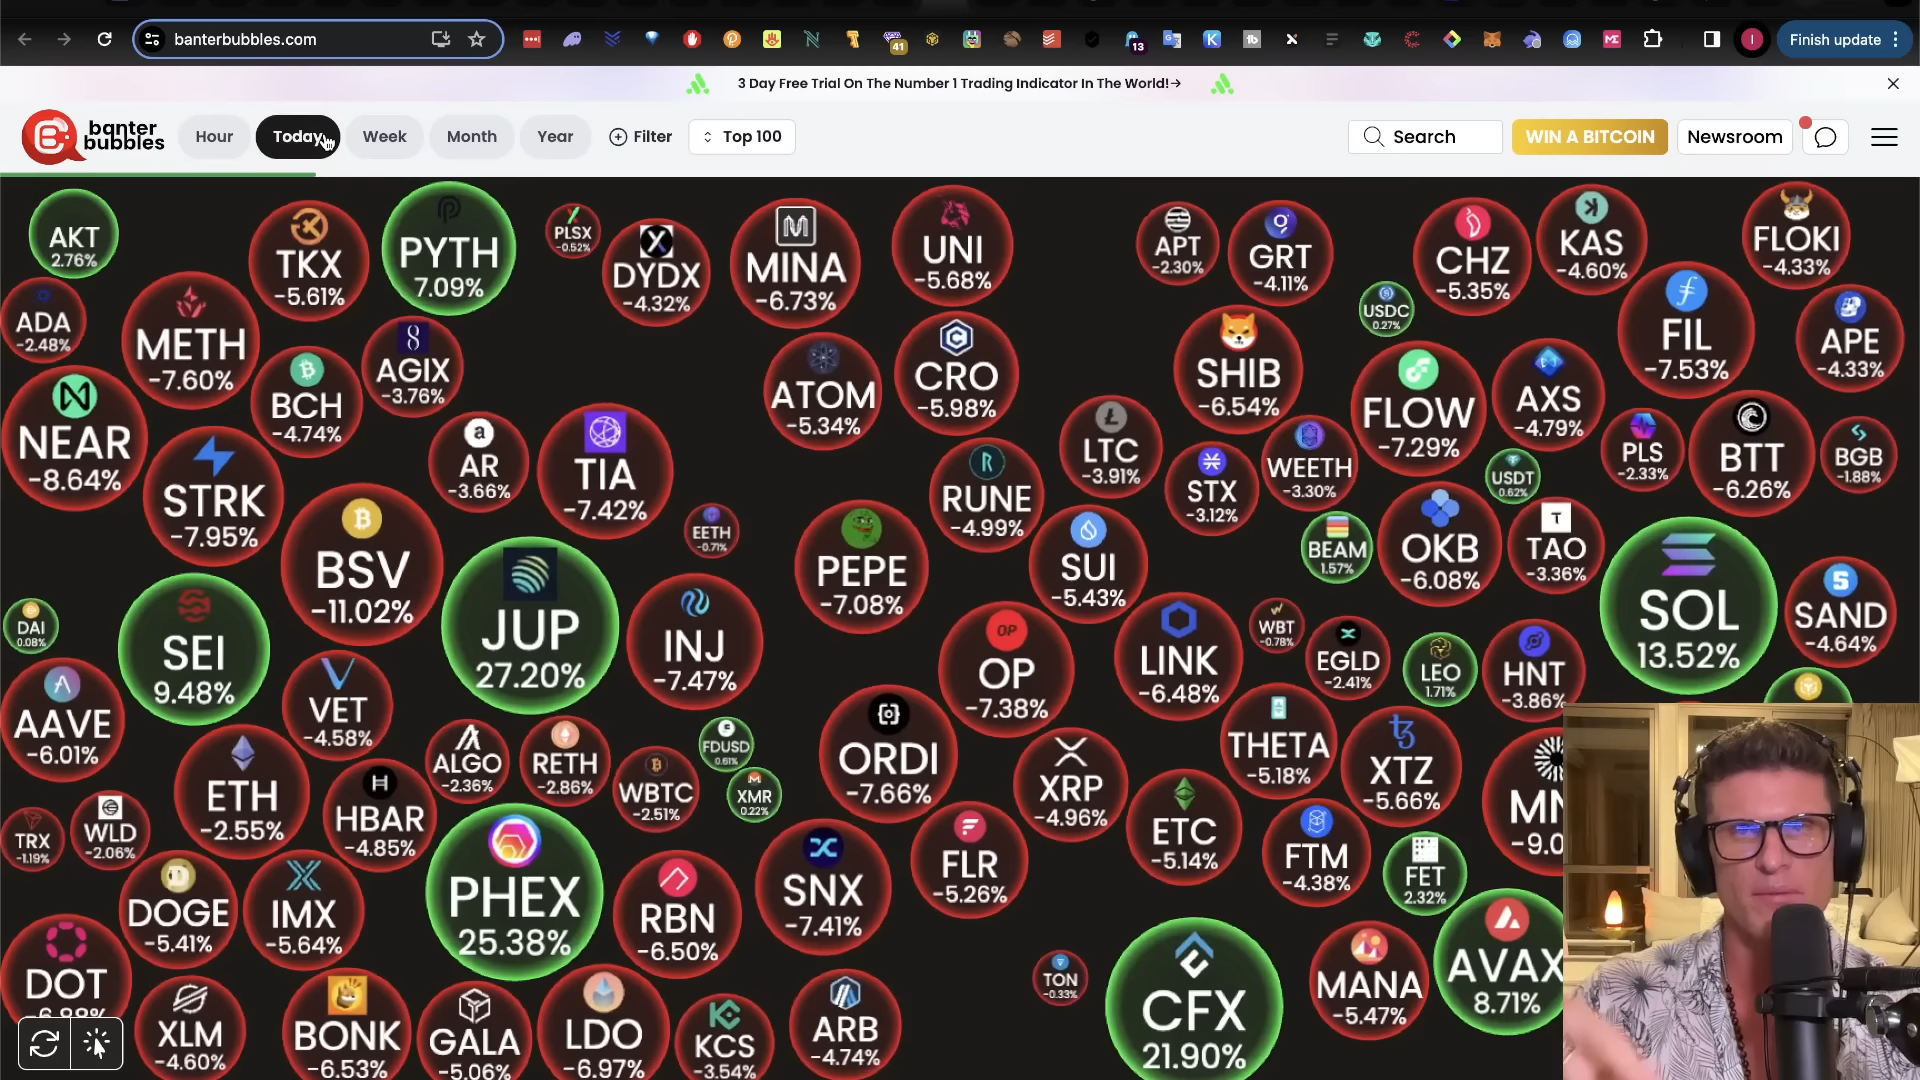 banterbubbles.com
41
13
Finish update
3 Day Free Trial On The Number 1 Trading Indicator In The World!→
banter bubbles
Hour
Today
Week
Month
Year
Filter
Top 100
Search
WIN A BITCOIN
Newsroom
AKT
2.76%
TKX
-5.61%
PYTH
7.09%
PLSX
-0.52%
DYDX
-4.32%
MINA
-6.73%
UNI
-5.68%
APT
-2.30%
GRT
-4.11%
CHZ
-5.35%
KAS
-4.60%
FLOKI
-4.33%
ADA
-2.48%
METH
-7.60%
BCH
-4.74%
AGIX
-3.76%
ATOM
-5.34%
CRO
-5.98%
SHIB
-6.54%
USDC
0.27%
FLOW
-7.29%
AXS
-4.79%
FIL
-7.53%
APE
-4.33%
NEAR
-8.64%
STRK
-7.95%
AR
-3.66%
TIA
-7.42%
RUNE
-4.99%
LTC
-3.91%
STX
-3.12%
WEETH
-3.30%
USDT
0.62%
PLS
-2.33%
BTT
-6.26%
BGB
-1.88%
BSV
-11.02%
EETH
-0.71%
PEPE
-7.08%
SUI
-5.43%
BEAM
1.57%
OKB
-6.08%
TAO
-3.36%
SOL
13.52%
SAND
-4.64%
DAI
0.08%
SEI
9.48%
JUP
27.20%
INJ
-7.47%
OP
-7.38%
LINK
-6.48%
WBT
-0.78%
EGLD
-2.41%
LEO
1.71%
HNT
-3.86%
AAVE
-6.01%
VET
-4.58%
ALGO
-2.36%
RETH
-2.86%
WBTC
-2.51%
FDUSD
0.61%
XMR
0.22%
ORDI
-7.66%
XRP
-4.96%
THETA
-5.18%
XTZ
-5.66%
MN
-9.0
TRX
-1.19%
WLD
-2.06%
ETH
-2.55%
HBAR
-4.85%
PHEX
25.38%
SNX
-7.41%
FLR
-5.26%
ETC
-5.14%
FTM
-4.38%
FET
2.32%
DOGE
-5.41%
IMX
-5.64%
RBN
-6.50%
AVAX
8.71%
DOT
XLM
-4.60%
BONK
-6.53%
GALA
-5.06%
LDO
-6.97%
KCS
-3.54%
ARB
-4.74%
TON
-0.33%
CFX
21.90%
MANA
-5.47%